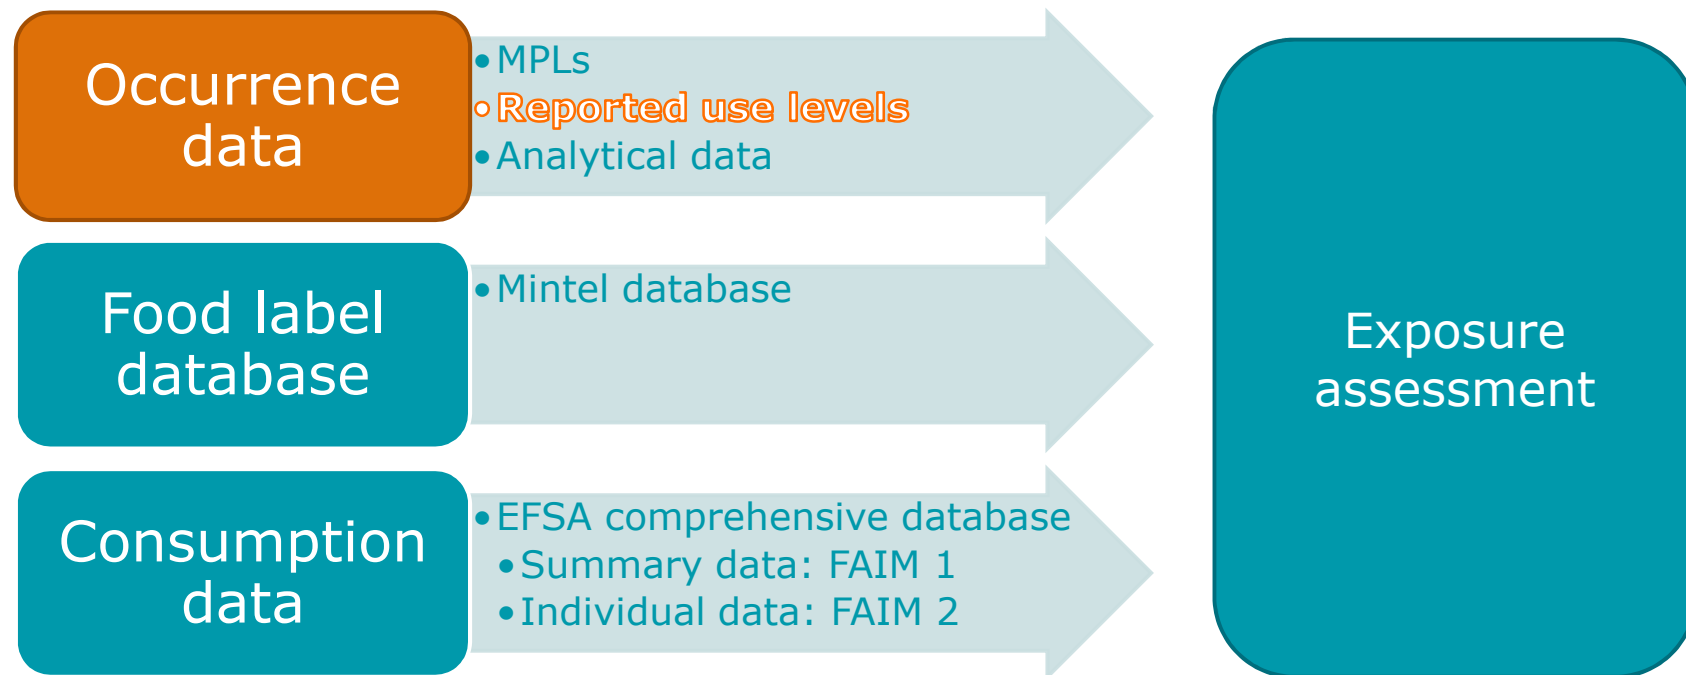 Occurrence
data
•MPLs
•Reported use levels
•Analytical data
Food label
database
•Mintel database
Consumption
data
•EFSA comprehensive database
•Summary data: FAIM 1
•Individual data: FAIM 2
Exposure
assessment